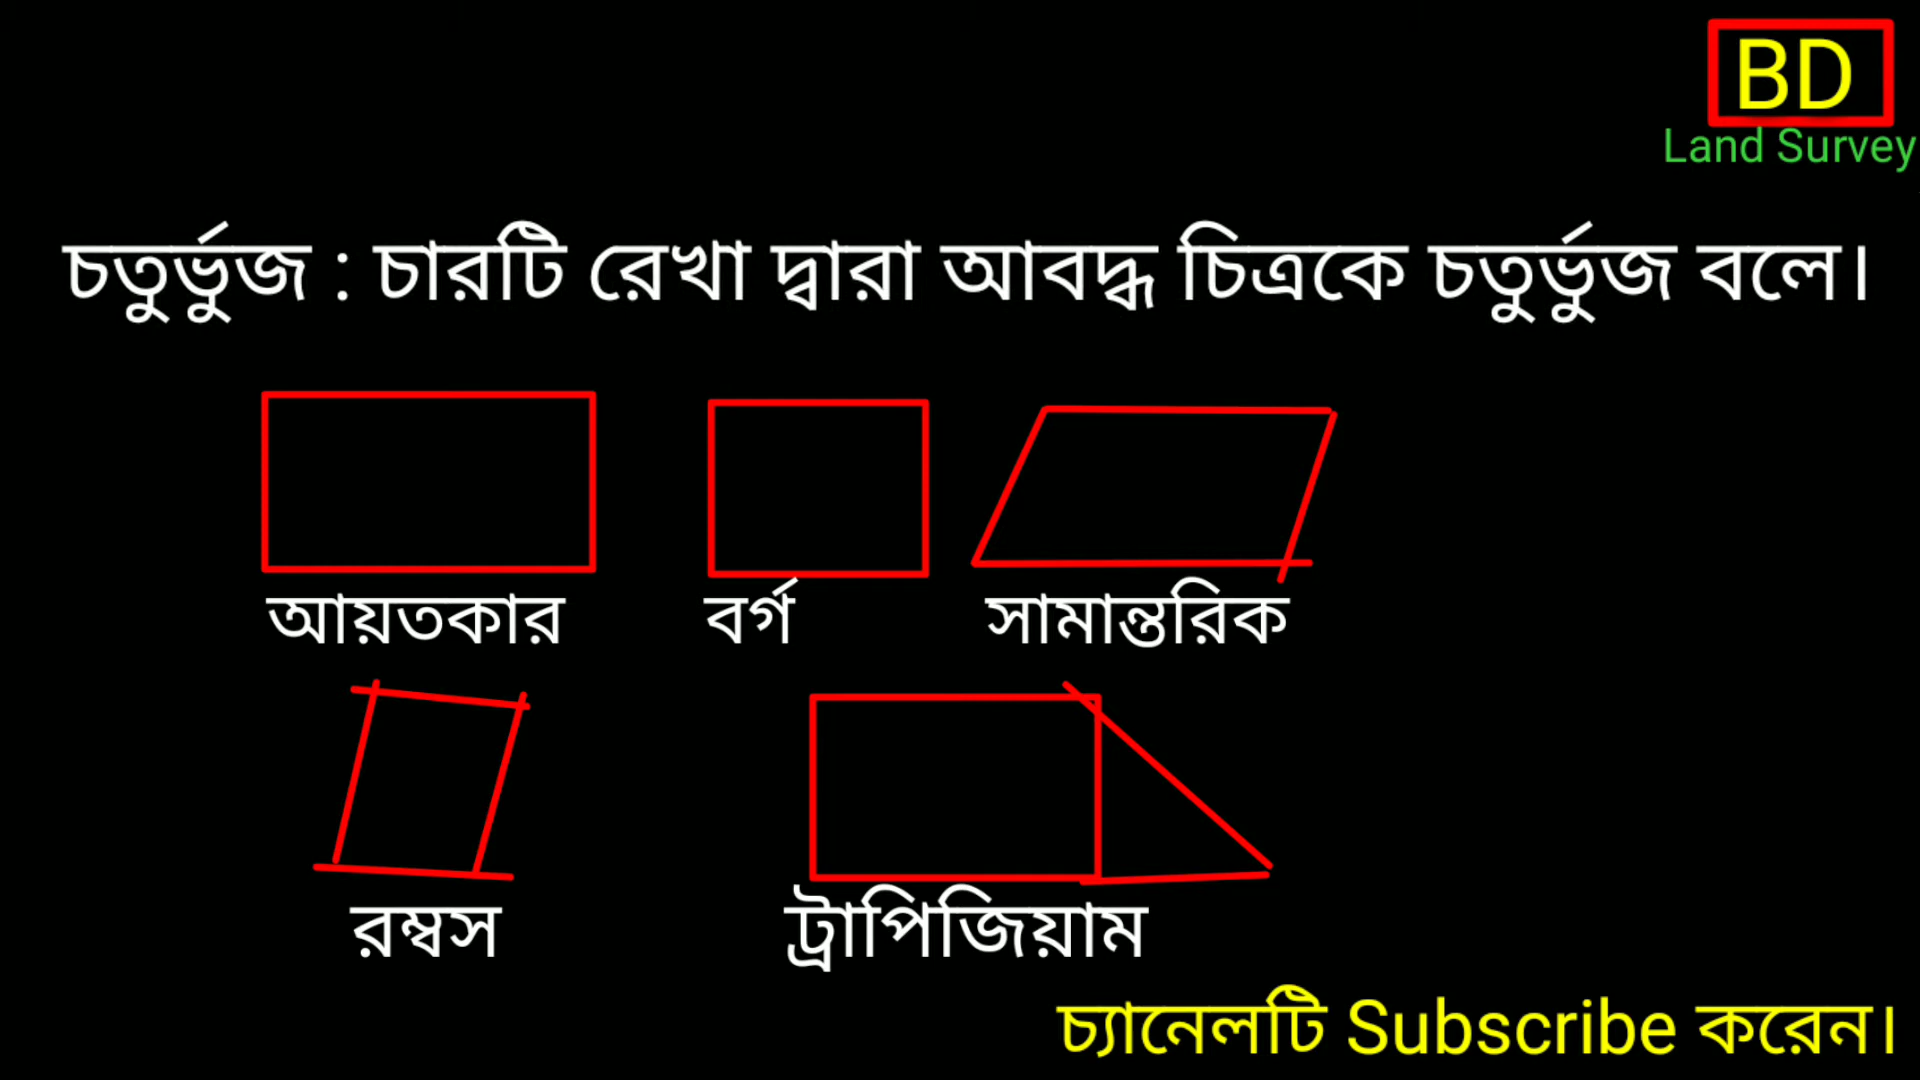 BD
Land Survey
চতুর্ভুজ : চারটি রেখা দ্বারা আবদ্ধ চিত্রকে চতুর্ভুজ বলে।
আয়তকার বর্গ সামান্তরিক
রম্বস ট্রাপিজিয়াম
চ্যানেলটি Subscribe করেন।